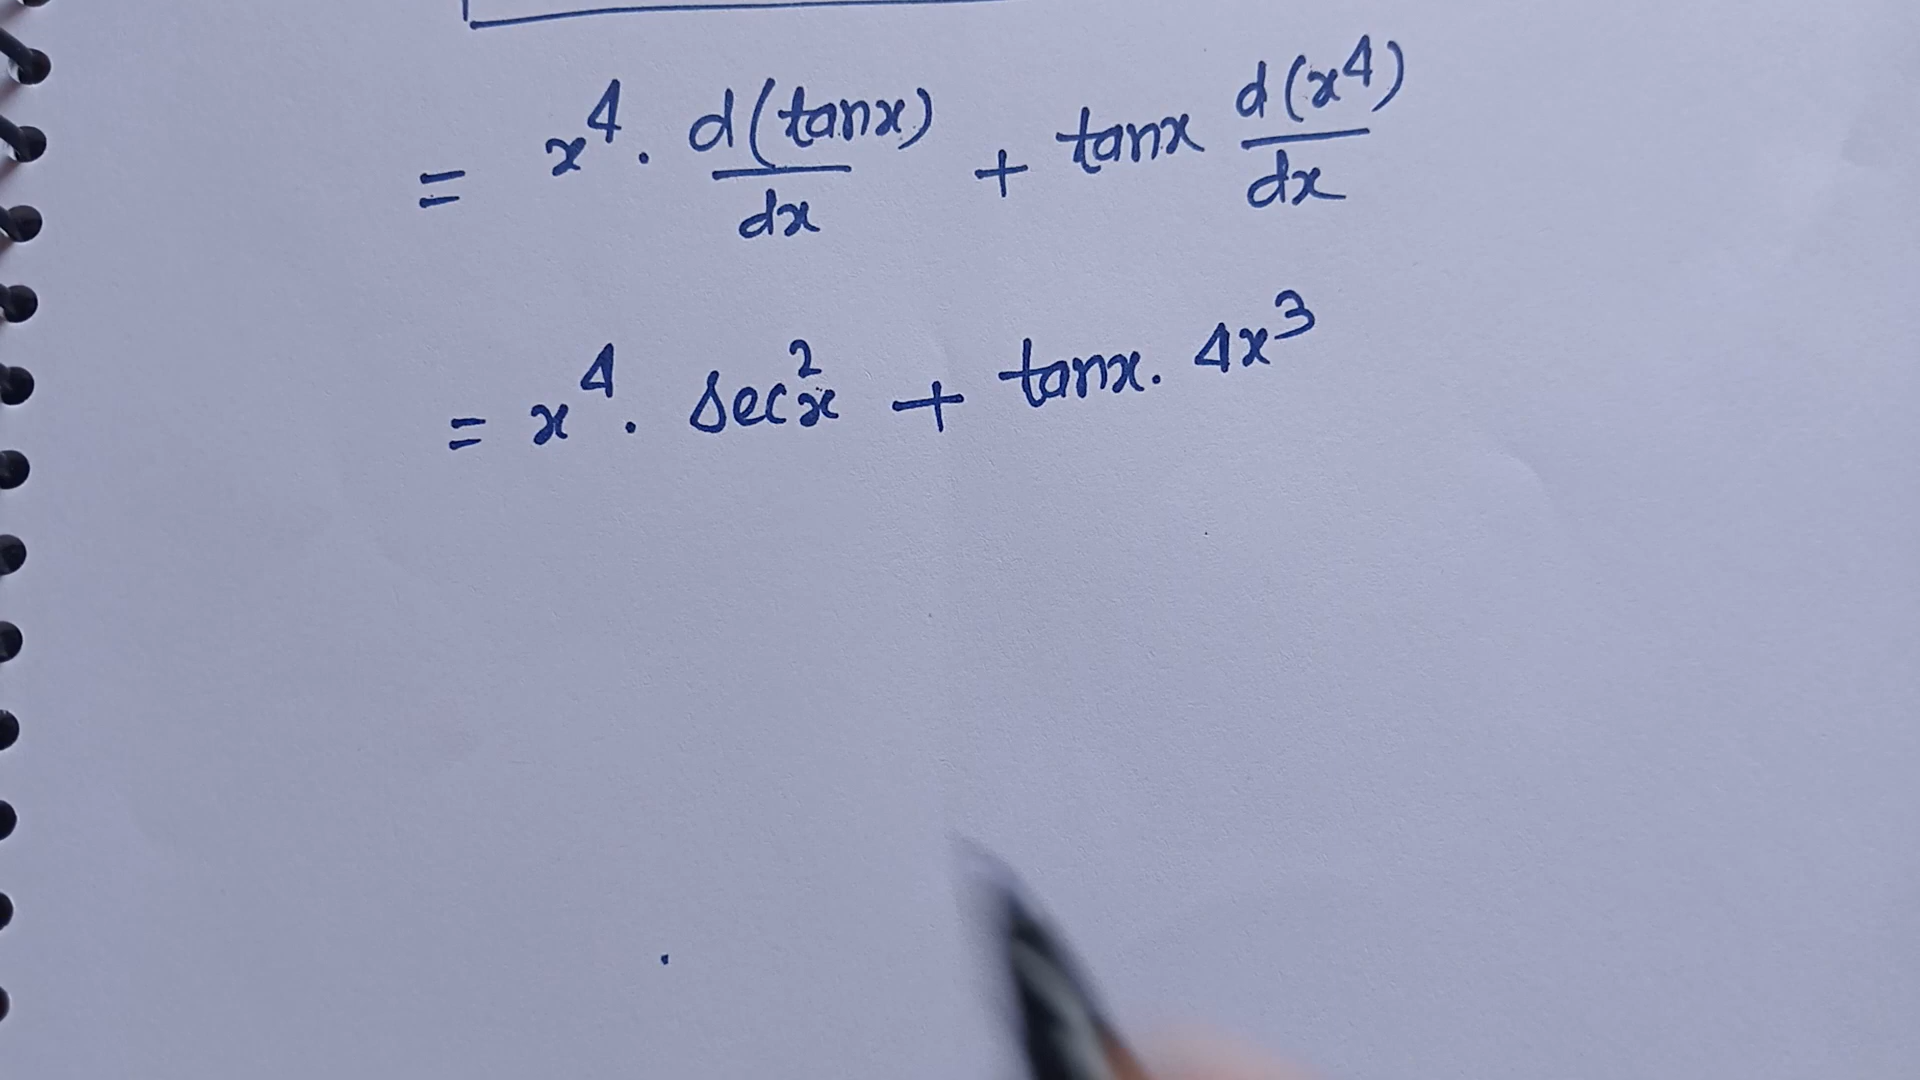 = x⁴. d(tanx)/dx + tanx d(x⁴)/dx
= x⁴. sec²x + tanx. 4x³